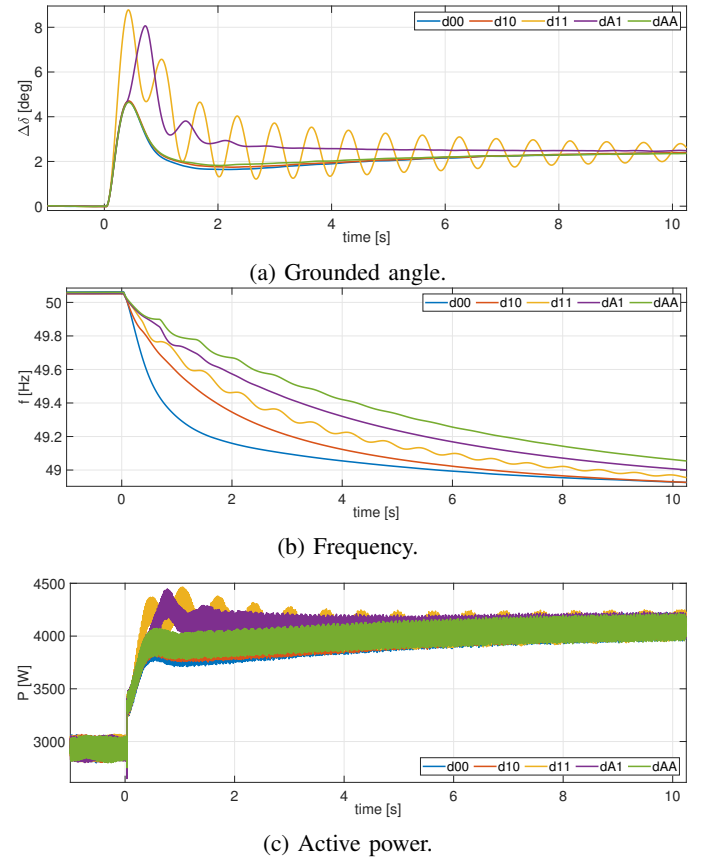 d00 d10 d11 dA1 dAA
8
6
4
2
0
Δδ [deg]
0 2 4 6 8 10
time [s]
(a) Grounded angle.
d00 d10 d11 dA1 dAA
50
49.8
49.6
49.4
49.2
49
f [Hz]
0 2 4 6 8 10
time [s]
(b) Frequency.
4500
4000
3500
3000
P [W]
d00 d10 d11 dA1 dAA
0 2 4 6 8 10
time [s]
(c) Active power.